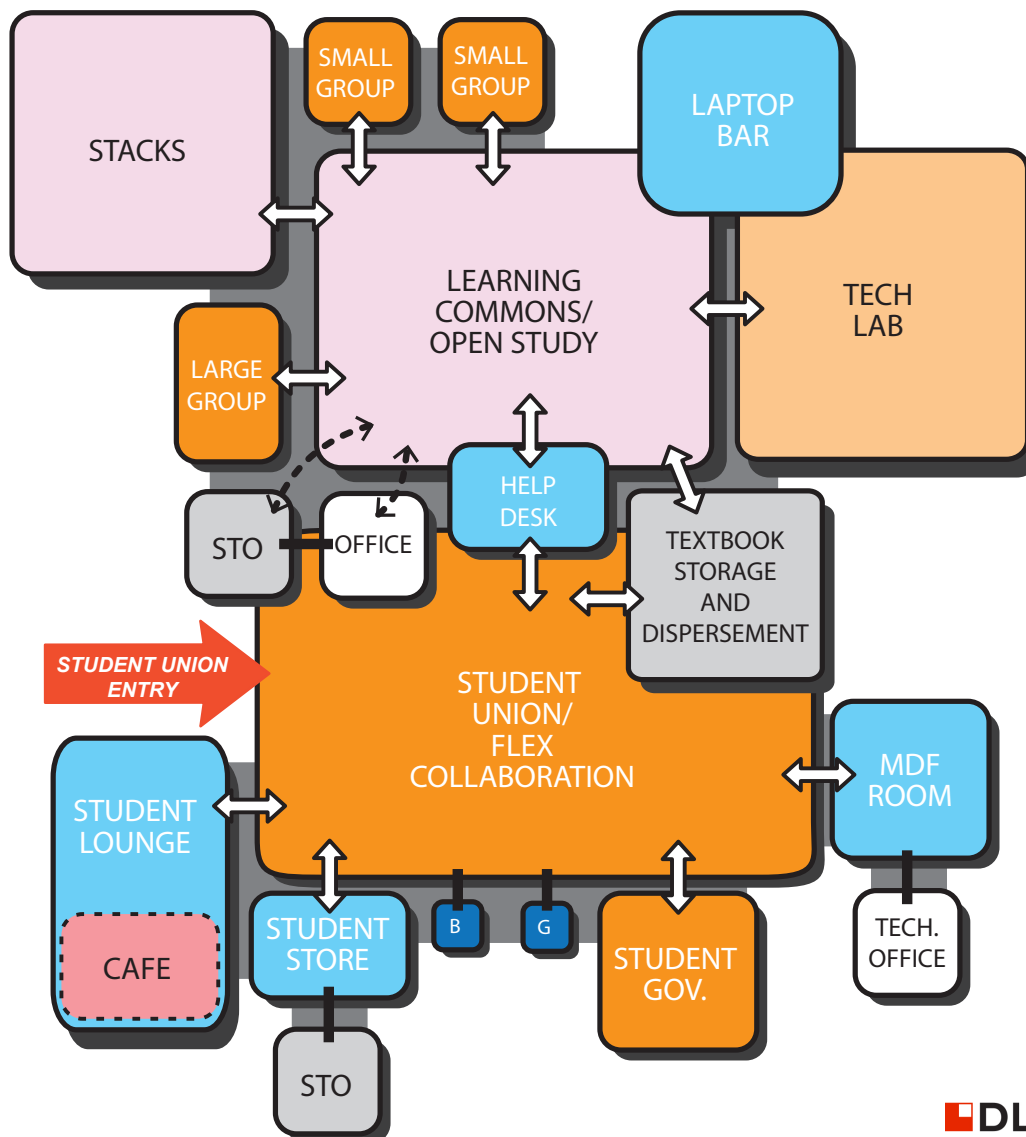 SMALL
GROUP
SMALL
GROUP
LAPTOP
BAR
STACKS
LEARNING
COMMONS/
OPEN STUDY
TECH
LAB
LARGE
GROUP
HELP
DESK
STO
OFFICE
TEXTBOOK
STORAGE
AND
DISPERSEMENT
STUDENT UNION
ENTRY
STUDENT
UNION/
FLEX
COLLABORATION
MDF
ROOM
STUDENT
LOUNGE
CAFE
STUDENT
STORE
B
G
STUDENT
GOV.
TECH.
OFFICE
STO
DL